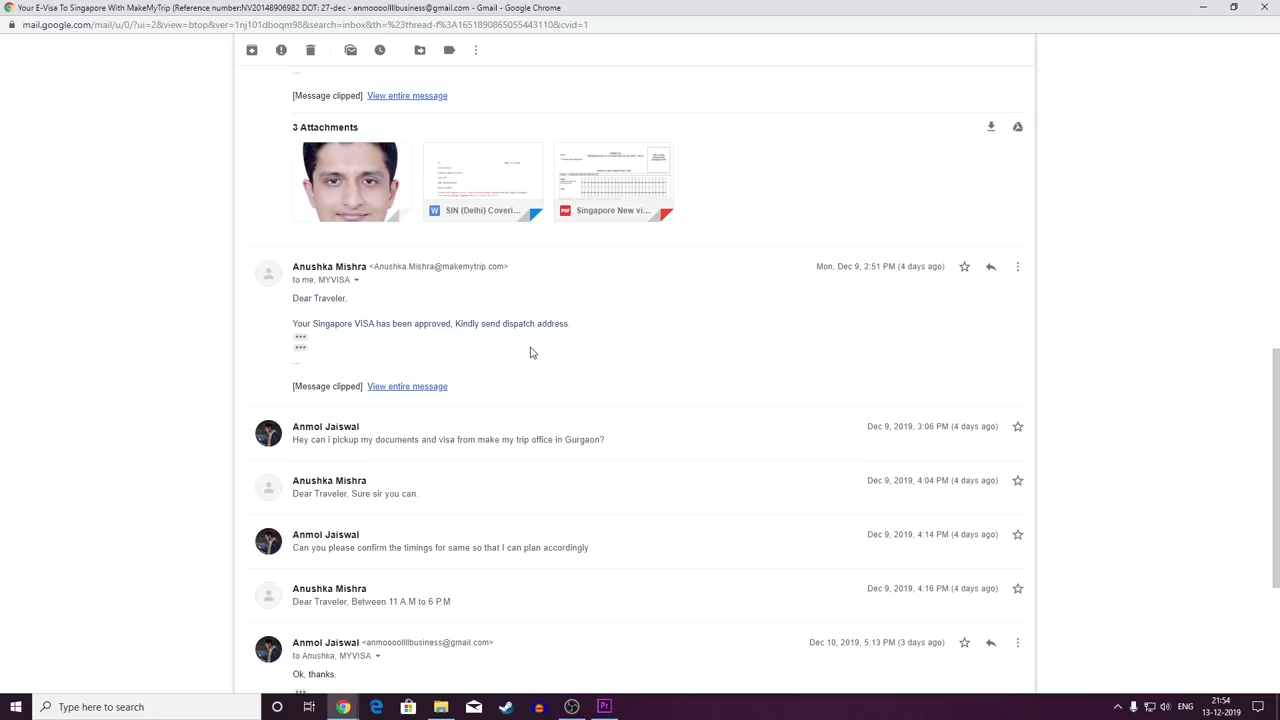 Your E-Visa To Singapore With MakeMyTrip (Reference number:NV20148906982 DOT: 27-dec - anmoooollllbusiness@gmail.com - Gmail - Google Chrome
mail.google.com/mail/u/0/?ui=2&view=btop&ver=1nj101dboqm98&search=inbox&th=%23thread-f%3A1651890865055443110&cvid=1
...
[Message clipped] View entire message
3 Attachments
W SIN (Delhi) Coveri...
PDF Singapore New vi...
Anushka Mishra <Anushka.Mishra@makemytrip.com>
Mon, Dec 9, 2:51 PM (4 days ago)
to me, MYVISA
Dear Traveler,
Your Singapore VISA has been approved, Kindly send dispatch address.
...
[Message clipped] View entire message
Anmol Jaiswal
Dec 9, 2019, 3:06 PM (4 days ago)
Hey can i pickup my documents and visa from make my trip office in Gurgaon?
Anushka Mishra
Dec 9, 2019, 4:04 PM (4 days ago)
Dear Traveler, Sure sir you can.
Anmol Jaiswal
Dec 9, 2019, 4:14 PM (4 days ago)
Can you please confirm the timings for same so that I can plan accordingly
Anushka Mishra
Dec 9, 2019, 4:16 PM (4 days ago)
Dear Traveler, Between 11 A.M to 6 P.M
Anmol Jaiswal <anmoooollllbusiness@gmail.com>
Dec 10, 2019, 5:13 PM (3 days ago)
to Anushka, MYVISA
Ok, thanks.
Type here to search
Pr
ENG
21:54
13-12-2019